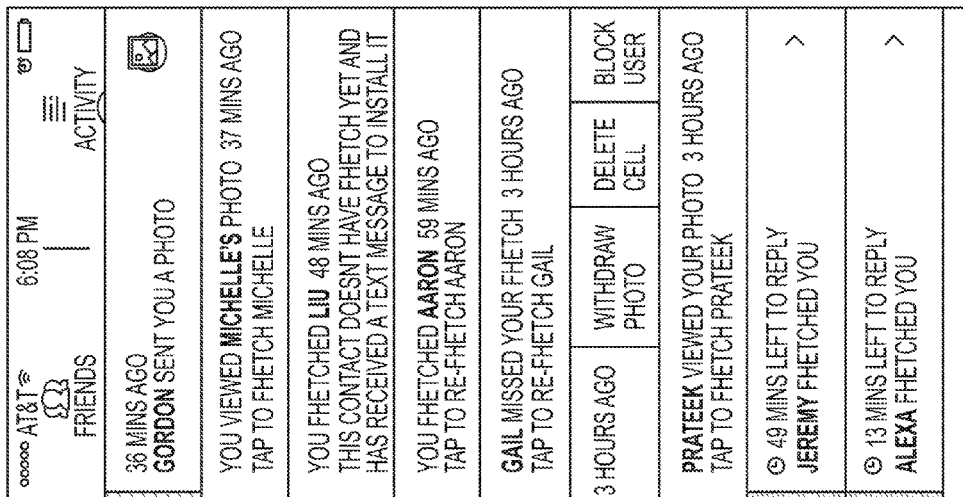 ooooo AT&T 6:08 PM
FRIENDS ACTIVITY
36 MINS AGO
GORDON SENT YOU A PHOTO
YOU VIEWED MICHELLE'S PHOTO 37 MINS AGO
TAP TO FHETCH MICHELLE
YOU FHETCHED LIU 48 MINS AGO
THIS CONTACT DOESNT HAVE FHETCH YET AND
HAS RECEIVED A TEXT MESSAGE TO INSTALL IT
YOU FHETCHED AARON 59 MINS AGO
TAP TO RE-FHETCH AARON
GAIL MISSED YOUR FHETCH 3 HOURS AGO
TAP TO RE-FHETCH GAIL
3 HOURS AGO
WITHDRAW
PHOTO
DELETE
CELL
BLOCK
USER
PRATEEK VIEWED YOUR PHOTO 3 HOURS AGO
TAP TO FHETCH PRATEEK
49 MINS LEFT TO REPLY
JEREMY FHETCHED YOU >
13 MINS LEFT TO REPLY
ALEXA FHETCHED YOU >